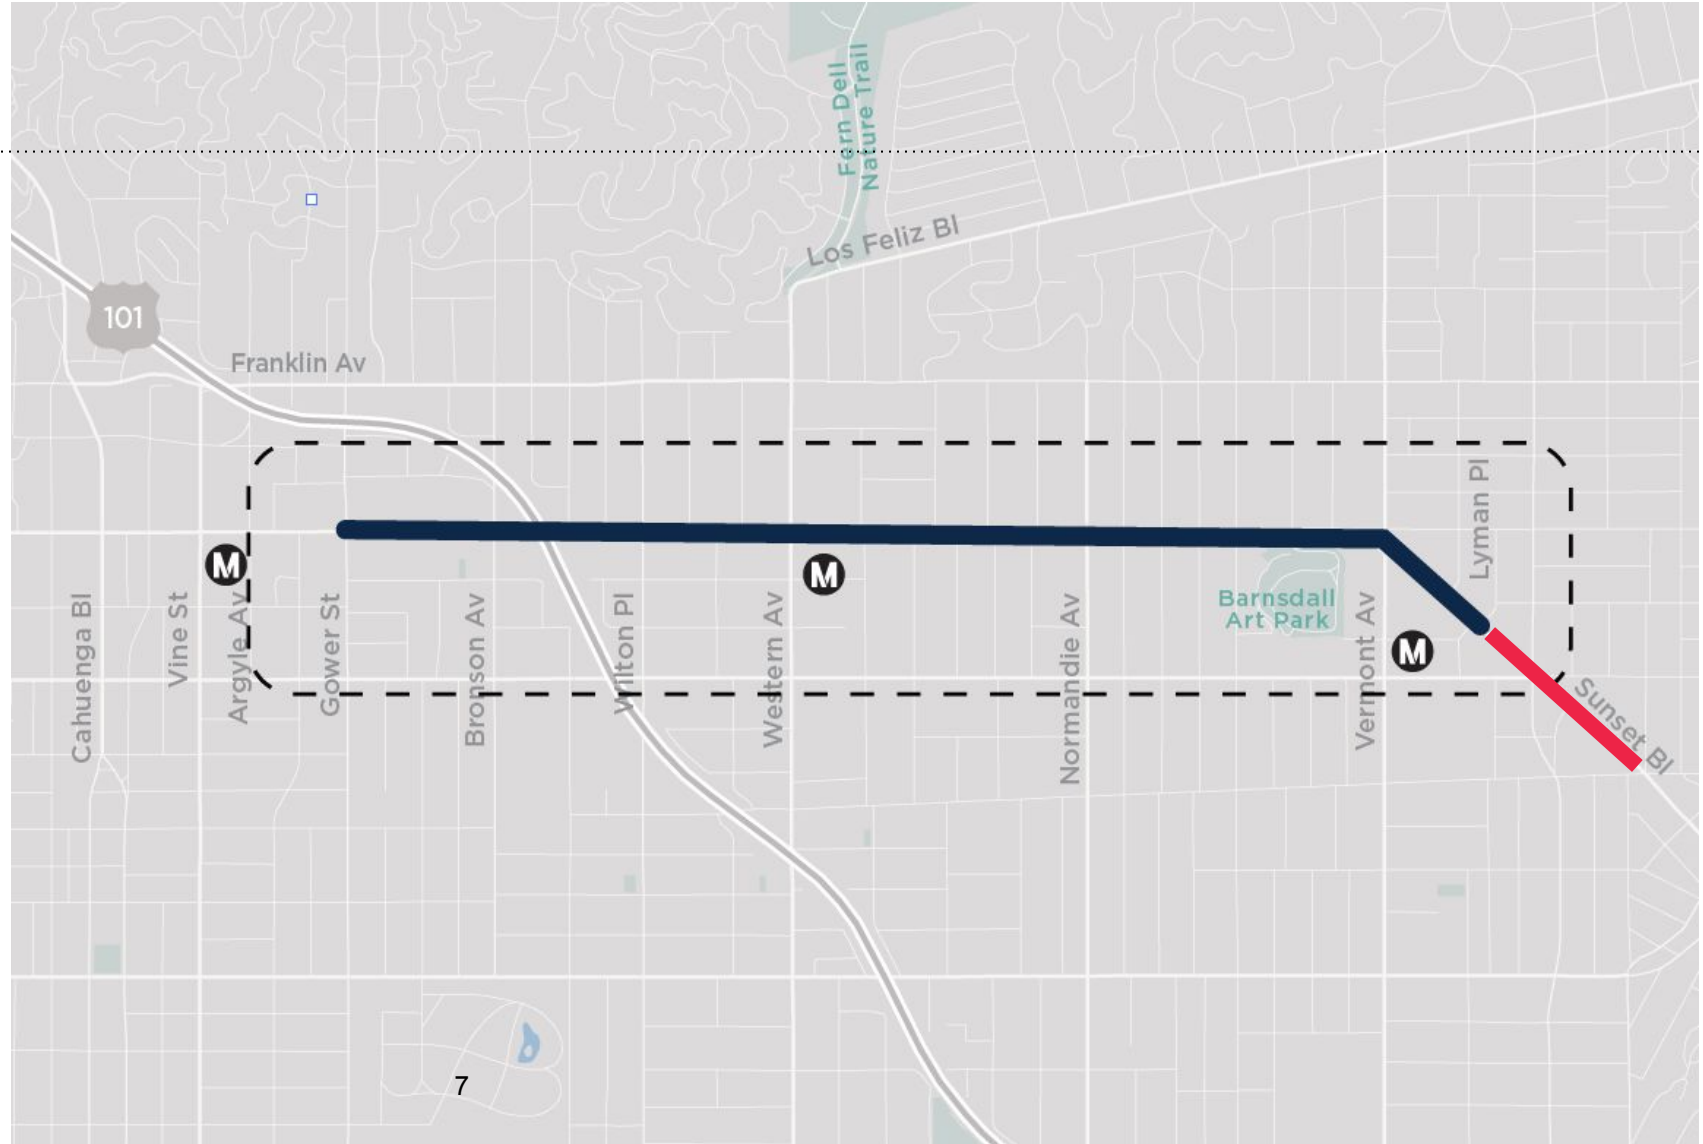 Fern Dell
Nature Trail
Los Feliz Bl
101
Franklin Av
Lyman Pl
M
M
M
Barnsdall
Art Park
Cahuenga Bl
Vine St
Argyle Av
Gower St
Bronson Av
Wilton Pl
Western Av
Normandie Av
Vermont Av
Sunset Bl
7